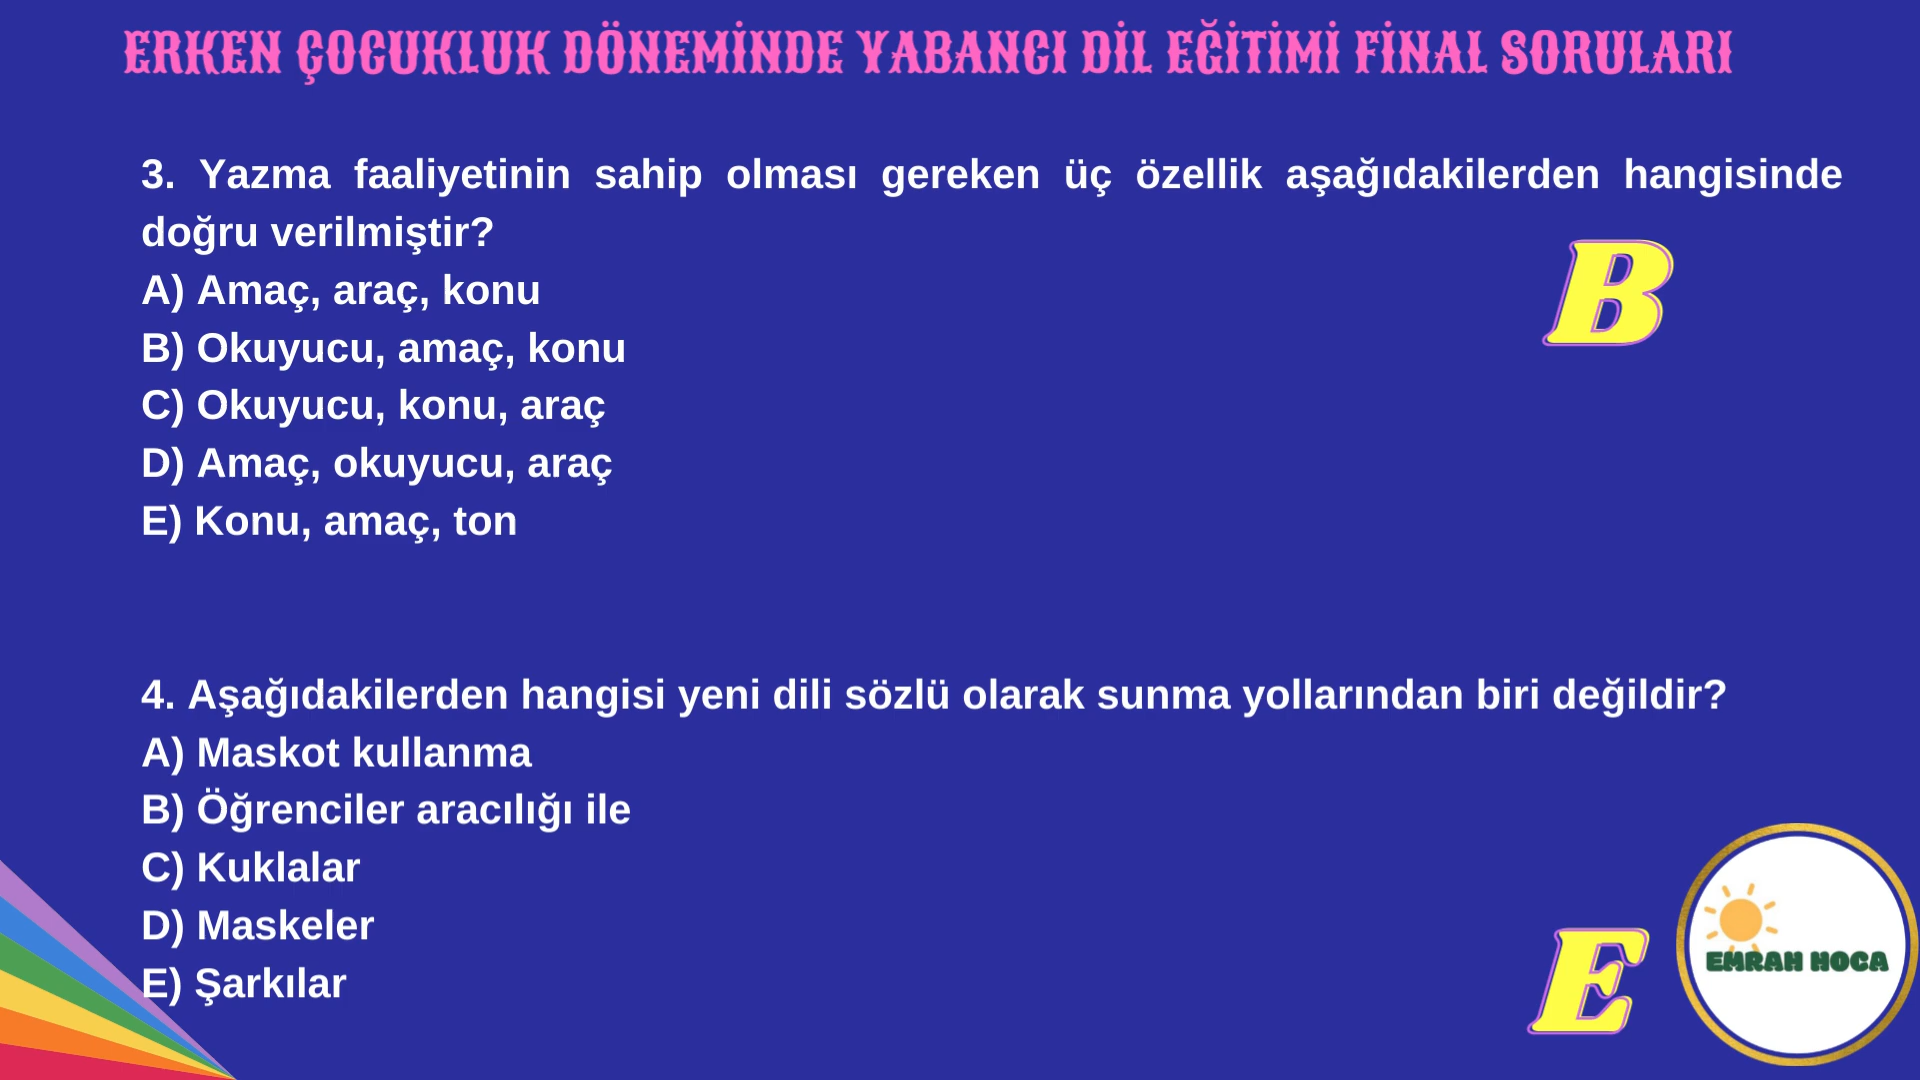 ERKEN ÇOCUKLUK DÖNEMİNDE YABANCI DİL EĞİTİMİ FİNAL SORULARI
3. Yazma faaliyetinin sahip olması gereken üç özellik aşağıdakilerden hangisinde
doğru verilmiştir?
A) Amaç, araç, konu
B) Okuyucu, amaç, konu
C) Okuyucu, konu, araç
D) Amaç, okuyucu, araç
E) Konu, amaç, ton
B
4. Aşağıdakilerden hangisi yeni dili sözlü olarak sunma yollarından biri değildir?
A) Maskot kullanma
B) Öğrenciler aracılığı ile
C) Kuklalar
D) Maskeler
E) Şarkılar
E
EMRAH HOCA